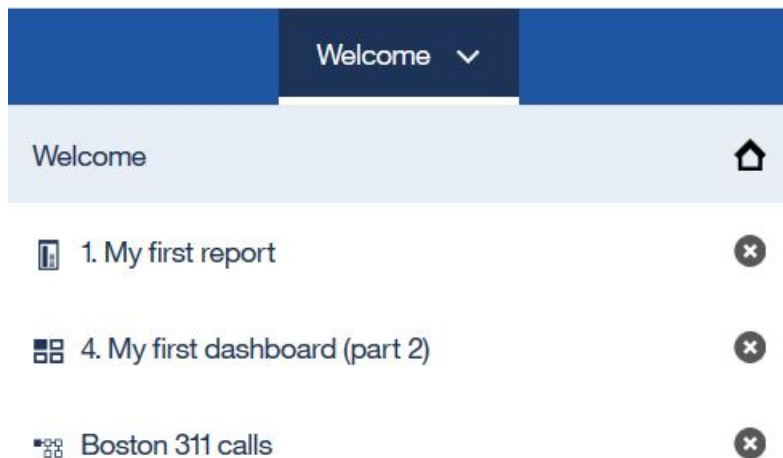 Welcome
Welcome
1. My first report
4. My first dashboard (part 2)
Boston 311 calls